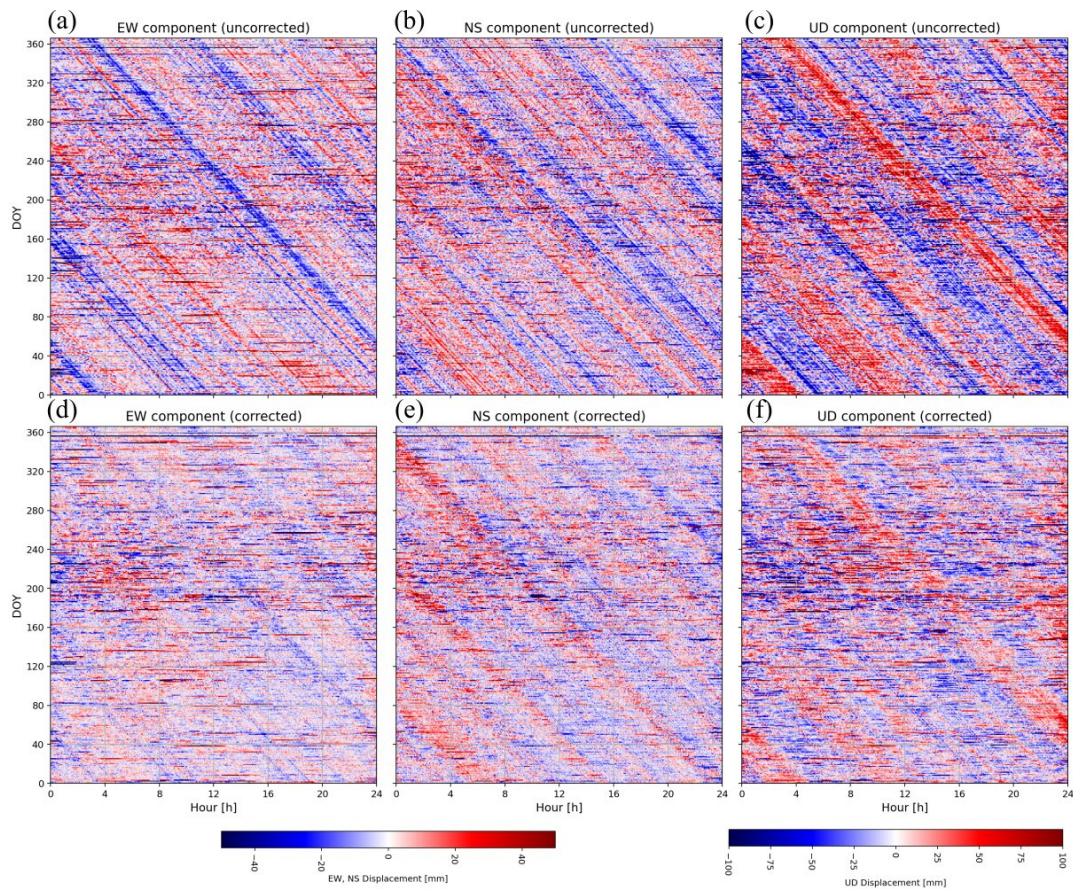 (a) EW component (uncorrected)
(b) NS component (uncorrected)
(c) UD component (uncorrected)
DOY
360
320
280
240
200
160
120
80
40
0
(d) EW component (corrected)
(e) NS component (corrected)
(f) UD component (corrected)
DOY
360
320
280
240
200
160
120
80
40
0
0 4 8 12 16 20 24
0 4 8 12 16 20 24
0 4 8 12 16 20 24
Hour [h] Hour [h] Hour [h]
−40 −20 0 20 40
EW, NS Displacement [mm]
−100 −75 −50 −25 0 25 50 75 100
UD Displacement [mm]